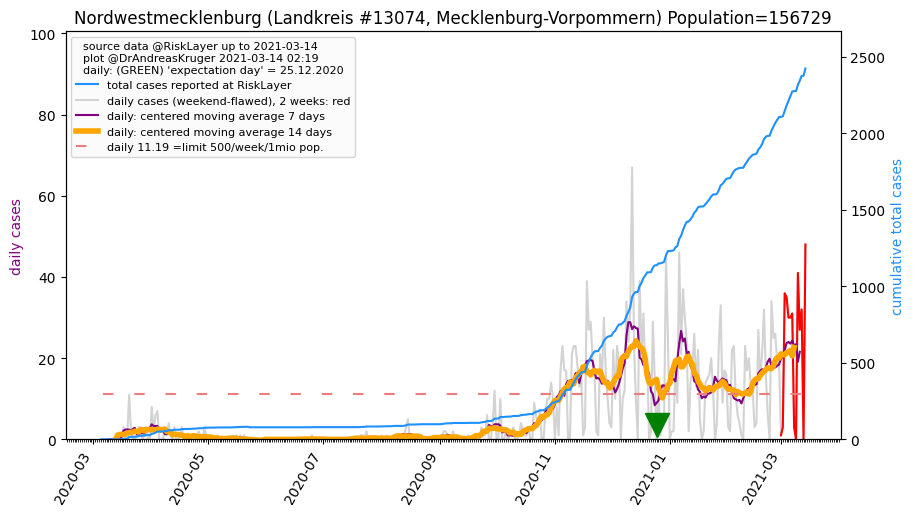 Nordwestmecklenburg (Landkreis #13074, Mecklenburg-Vorpommern) Population=156729
source data @RiskLayer up to 2021-03-14
plot @DrAndreasKruger 2021-03-14 02:19
daily: (GREEN) 'expectation day' = 25.12.2020
total cases reported at RiskLayer
daily cases (weekend-flawed), 2 weeks: red
daily: centered moving average 7 days
daily: centered moving average 14 days
daily 11.19 =limit 500/week/1mio pop.
daily cases
100
80
60
40
20
0
cumulative total cases
2500
2000
1500
1000
500
0
2020-03
2020-05
2020-07
2020-09
2020-11
2021-01
2021-03